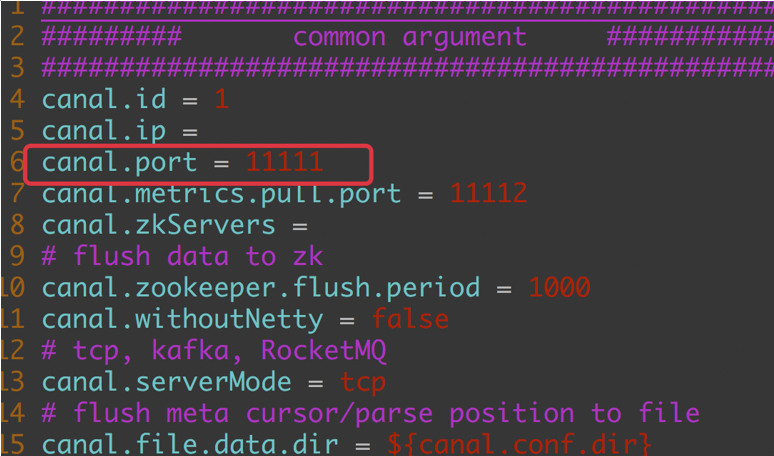 1 ###############################################
2 ######### common argument ###########
3 ###############################################
4 canal.id = 1
5 canal.ip =
6 canal.port = 11111
7 canal.metrics.pull.port = 11112
8 canal.zkServers =
9 # flush data to zk
10 canal.zookeeper.flush.period = 1000
11 canal.withoutNetty = false
12 # tcp, kafka, RocketMQ
13 canal.serverMode = tcp
14 # flush meta cursor/parse position to file
15 canal.file.data.dir = ${canal.conf.dir}